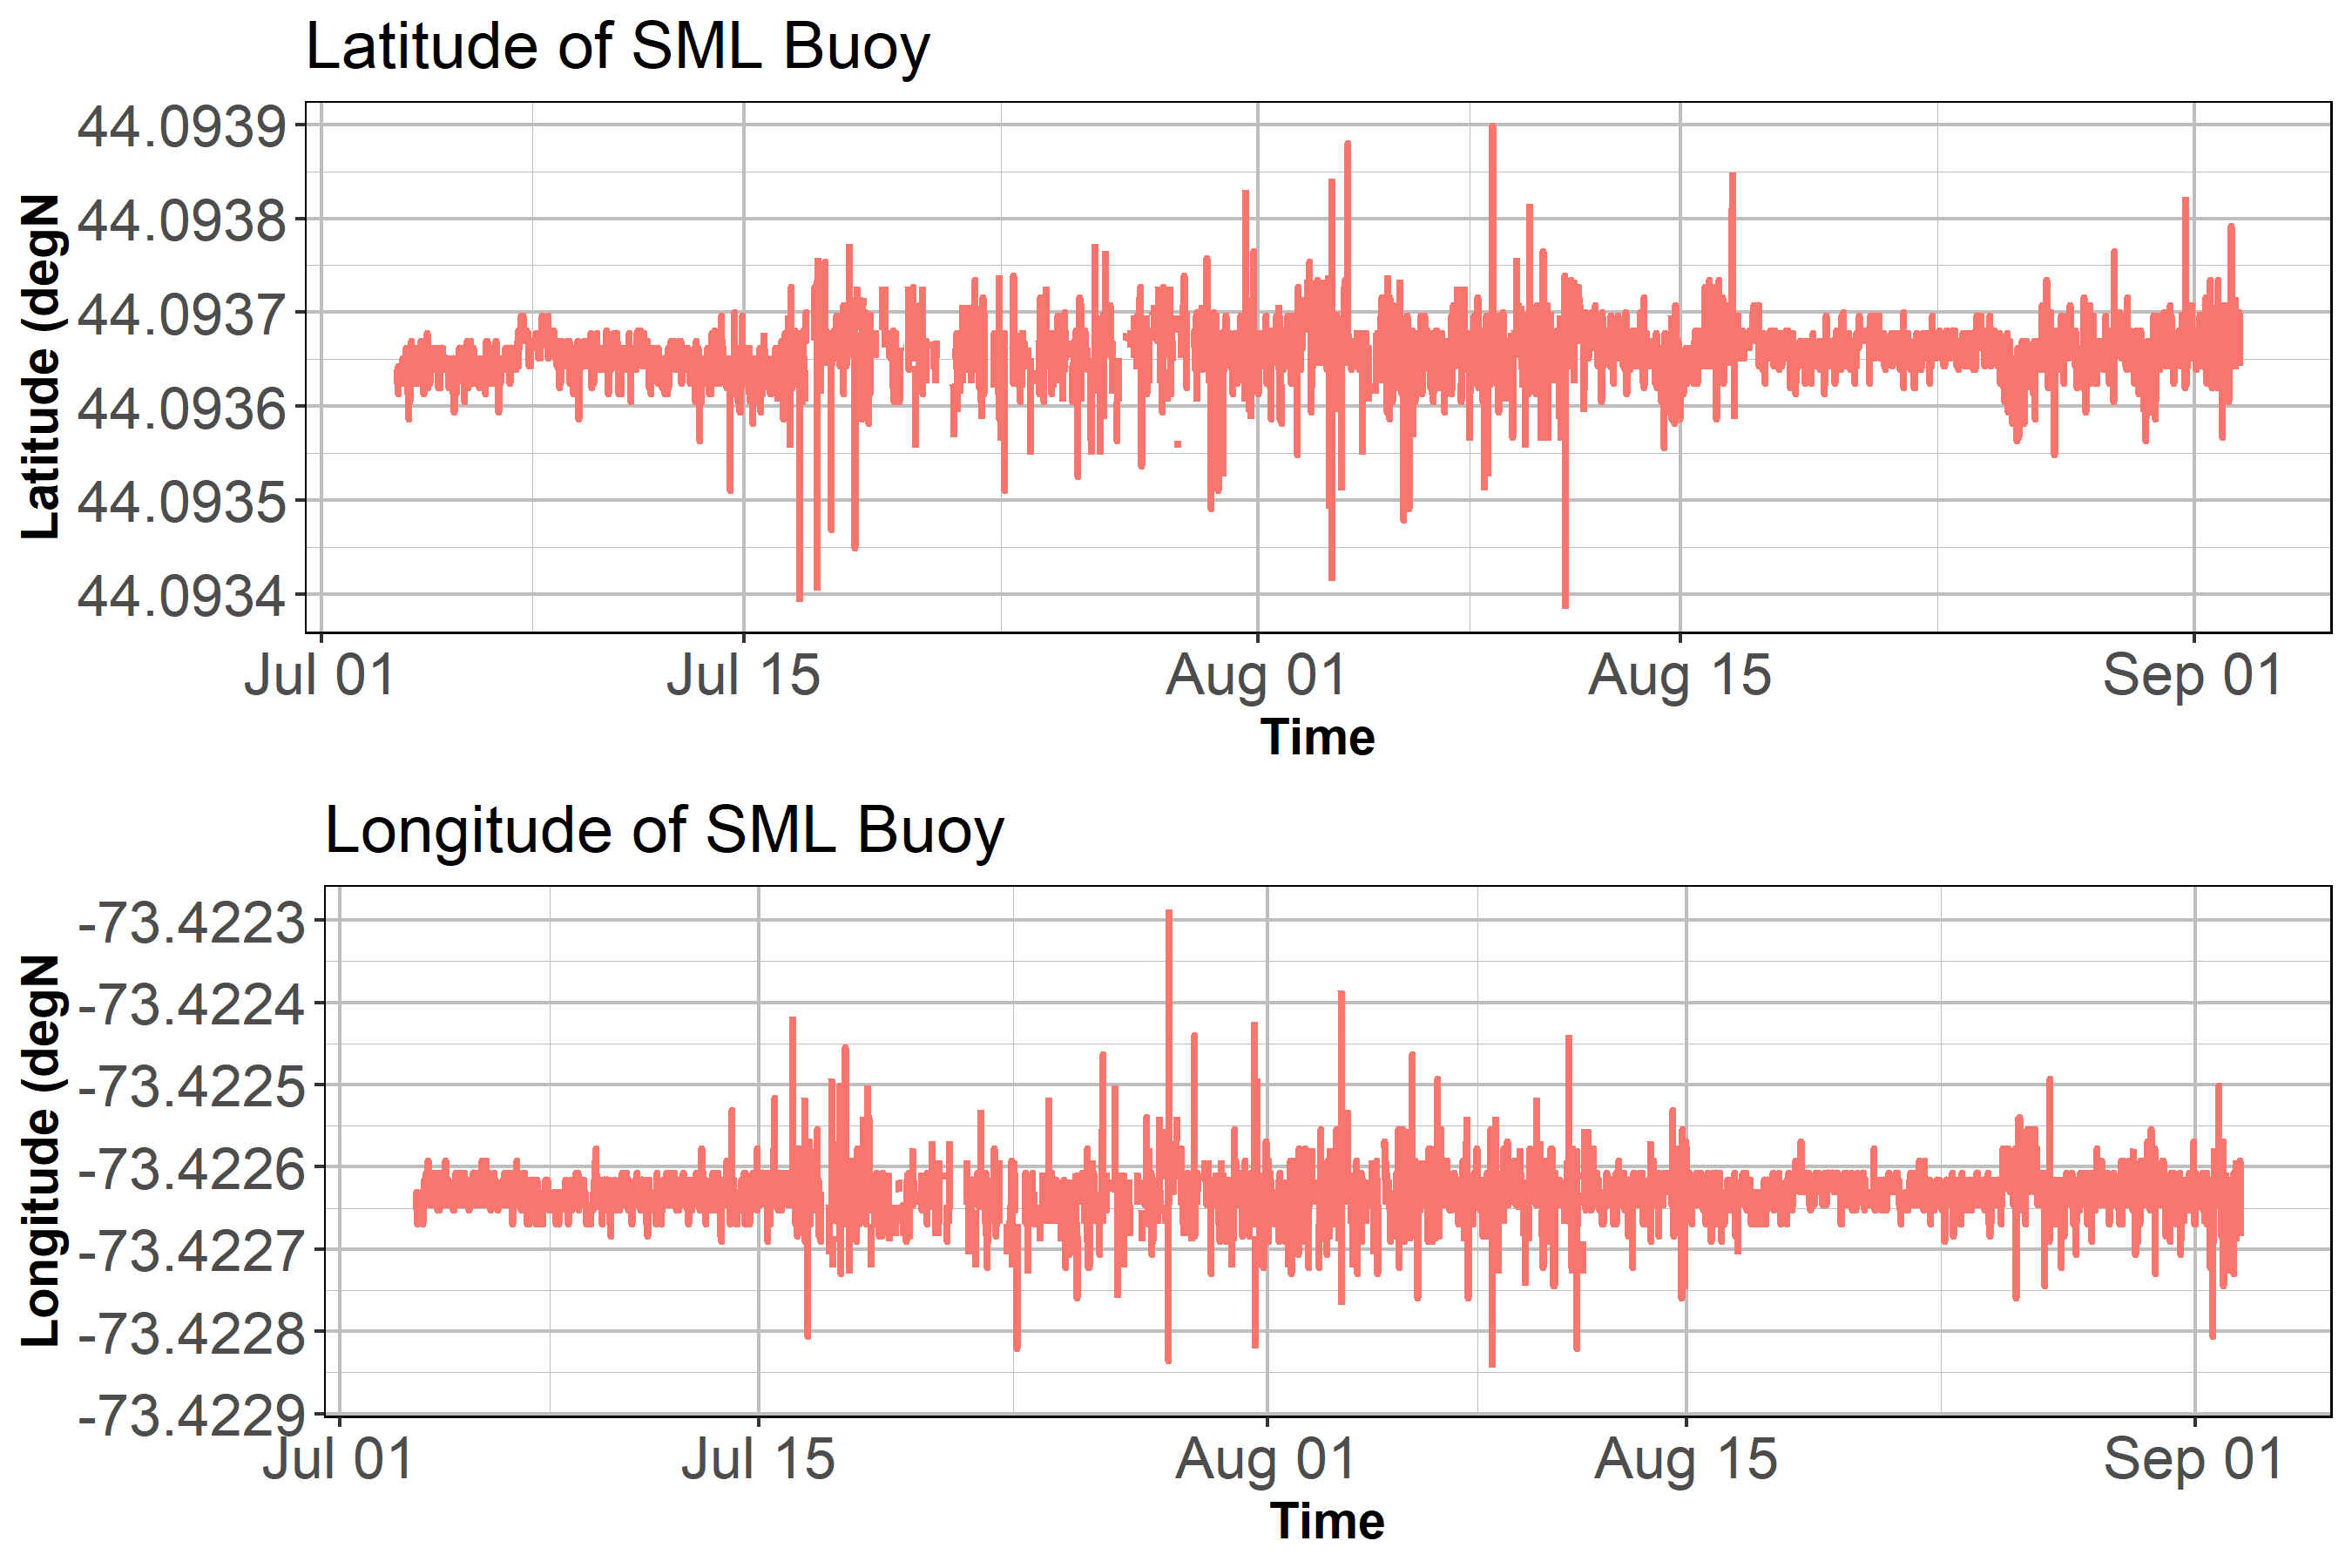 Latitude of SML Buoy
44.0939
44.0938
44.0937
44.0936
44.0935
44.0934
Latitude (degN
Jul 01 Jul 15 Aug 01 Aug 15 Sep 01
Time
Longitude of SML Buoy
-73.4223
-73.4224
-73.4225
-73.4226
-73.4227
-73.4228
-73.4229
Longitude (degN
Jul 01 Jul 15 Aug 01 Aug 15 Sep 01
Time